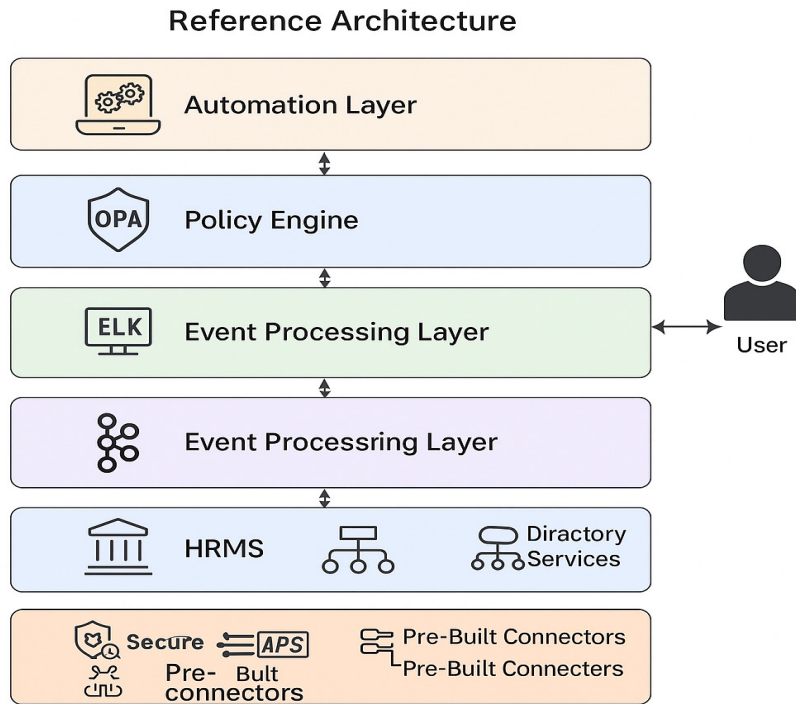 Reference Architecture
Automation Layer
OPA
Policy Engine
ELK
Event Processing Layer
User
Event Processring Layer
HRMS
Diractory
Services
Secure
APS
Pre-Built Connectors
Pre-Built Connecters
Pre- Bult
connectors